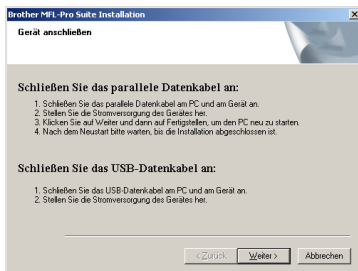 Brother MFL-Pro Suite Installation
Gerät anschließen
Schließen Sie das parallele Datenkabel an:
1. Schließen Sie das parallele Datenkabel am PC und am Gerät an.
2. Stellen Sie die Stromversorgung des Gerätes her.
3. Klicken Sie auf Weiter und dann auf Fertigstellen, um den PC neu zu starten.
4. Nach dem Neustart bitte warten, bis die Installation abgeschlossen ist.
Schließen Sie das USB-Datenkabel an:
1. Schließen Sie das USB-Datenkabel am PC und am Gerät an.
2. Stellen Sie die Stromversorgung des Gerätes her.
< Zurück Weiter > Abbrechen